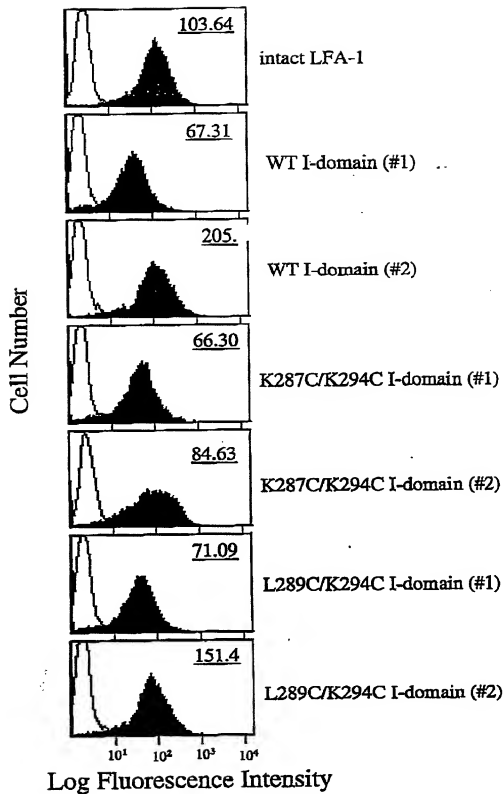 103.64
intact LFA-1
67.31
WT I-domain (#1)
205.
WT I-domain (#2)
Cell Number
66.30
K287C/K294C I-domain (#1)
84.63
K287C/K294C I-domain (#2)
71.09
L289C/K294C I-domain (#1)
151.4
L289C/K294C I-domain (#2)
10¹ 10² 10³ 10⁴
Log Fluorescence Intensity